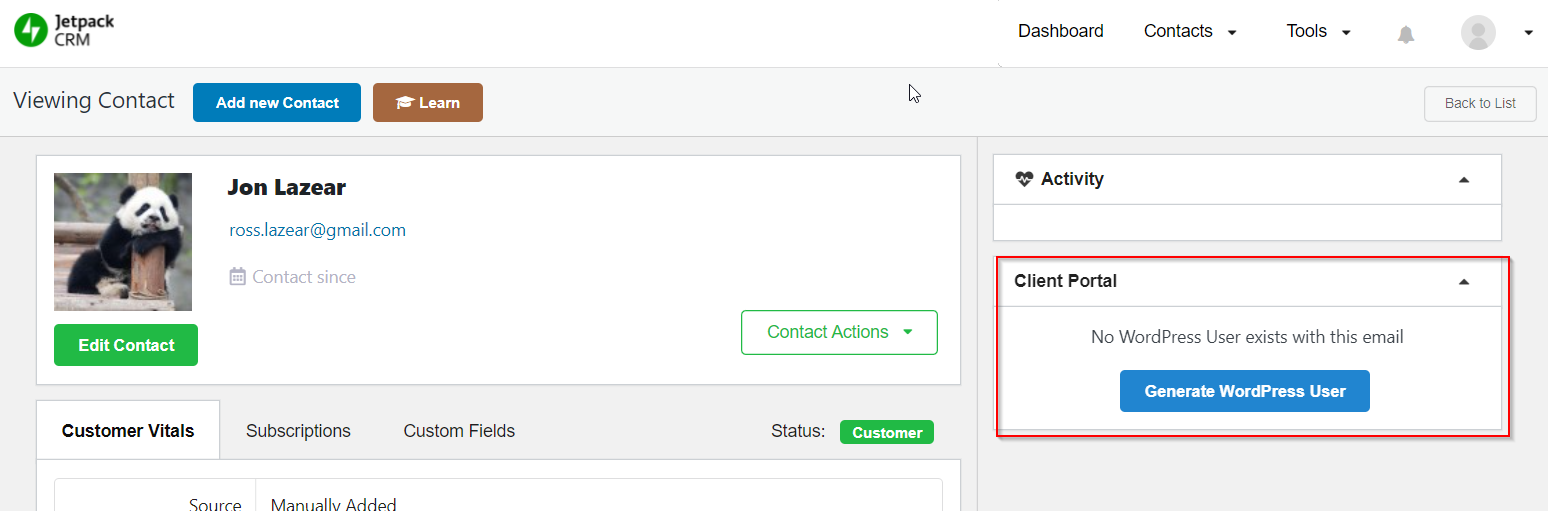 Jetpack
CRM
Dashboard Contacts Tools
Viewing Contact Add new Contact Learn Back to List
Jon Lazear
ross.lazear@gmail.com
Contact since
Edit Contact
Contact Actions
Activity
Client Portal
No WordPress User exists with this email
Generate WordPress User
Customer Vitals Subscriptions Custom Fields Status: Customer
Source Manually Added